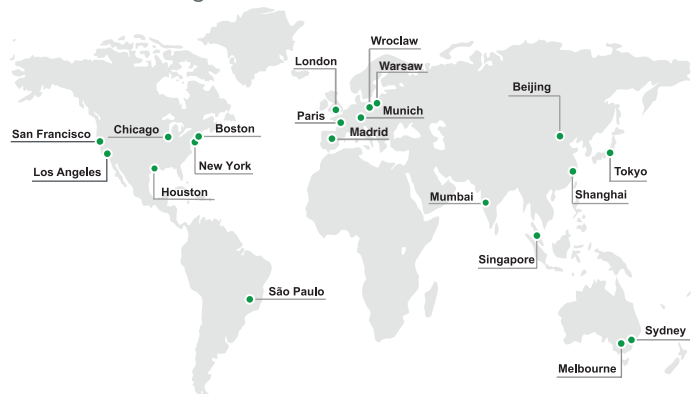 Wroclaw
London
Warsaw
Beijing
Paris
Munich
San Francisco
Chicago
Boston
Madrid
Los Angeles
New York
Tokyo
Houston
Mumbai
Shanghai
Singapore
São Paulo
Sydney
Melbourne